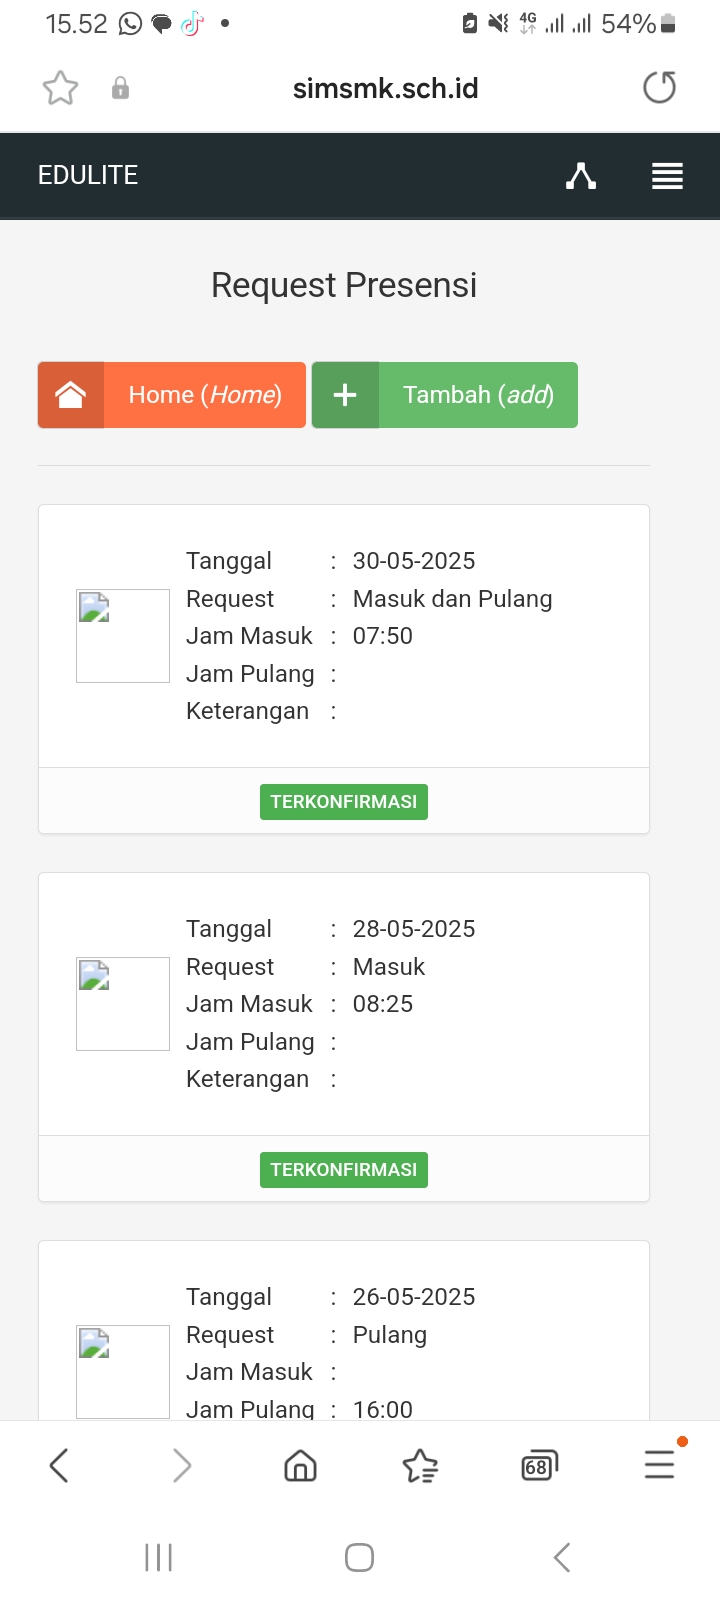 15.52 4G 54%
simsmk.sch.id
EDULITE
Request Presensi
Home (Home) Tambah (add)
Tanggal : 30-05-2025
Request : Masuk dan Pulang
Jam Masuk : 07:50
Jam Pulang :
Keterangan :
TERKONFIRMASI
Tanggal : 28-05-2025
Request : Masuk
Jam Masuk : 08:25
Jam Pulang :
Keterangan :
TERKONFIRMASI
Tanggal : 26-05-2025
Request : Pulang
Jam Masuk :
Jam Pulang : 16:00
68